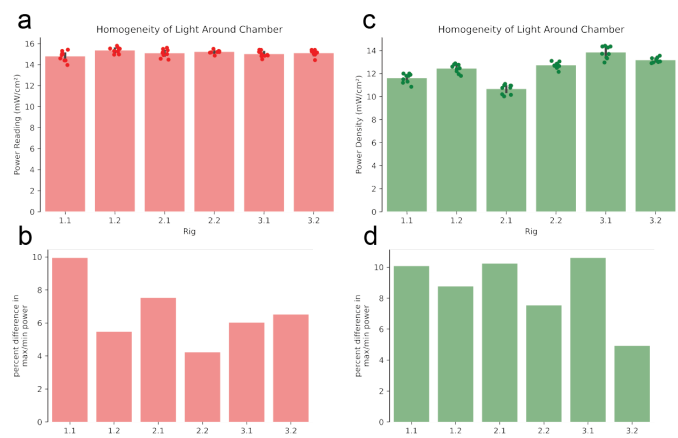 a
Homogeneity of Light Around Chamber
Power Reading (mW/cm²)
16
14
12
10
8
6
4
2
0
1.1 1.2 2.1 2.2 3.1 3.2
Rig
c
Homogeneity of Light Around Chamber
Power Density (mW/cm²)
14
12
10
8
6
4
2
0
1.1 1.2 2.1 2.2 3.1 3.2
b
percent difference in
max/min power
10
8
6
4
2
0
1.1 1.2 2.1 2.2 3.1 3.2
d
percent difference in
max/min power
10
8
6
4
2
0
1.1 1.2 2.1 2.2 3.1 3.2